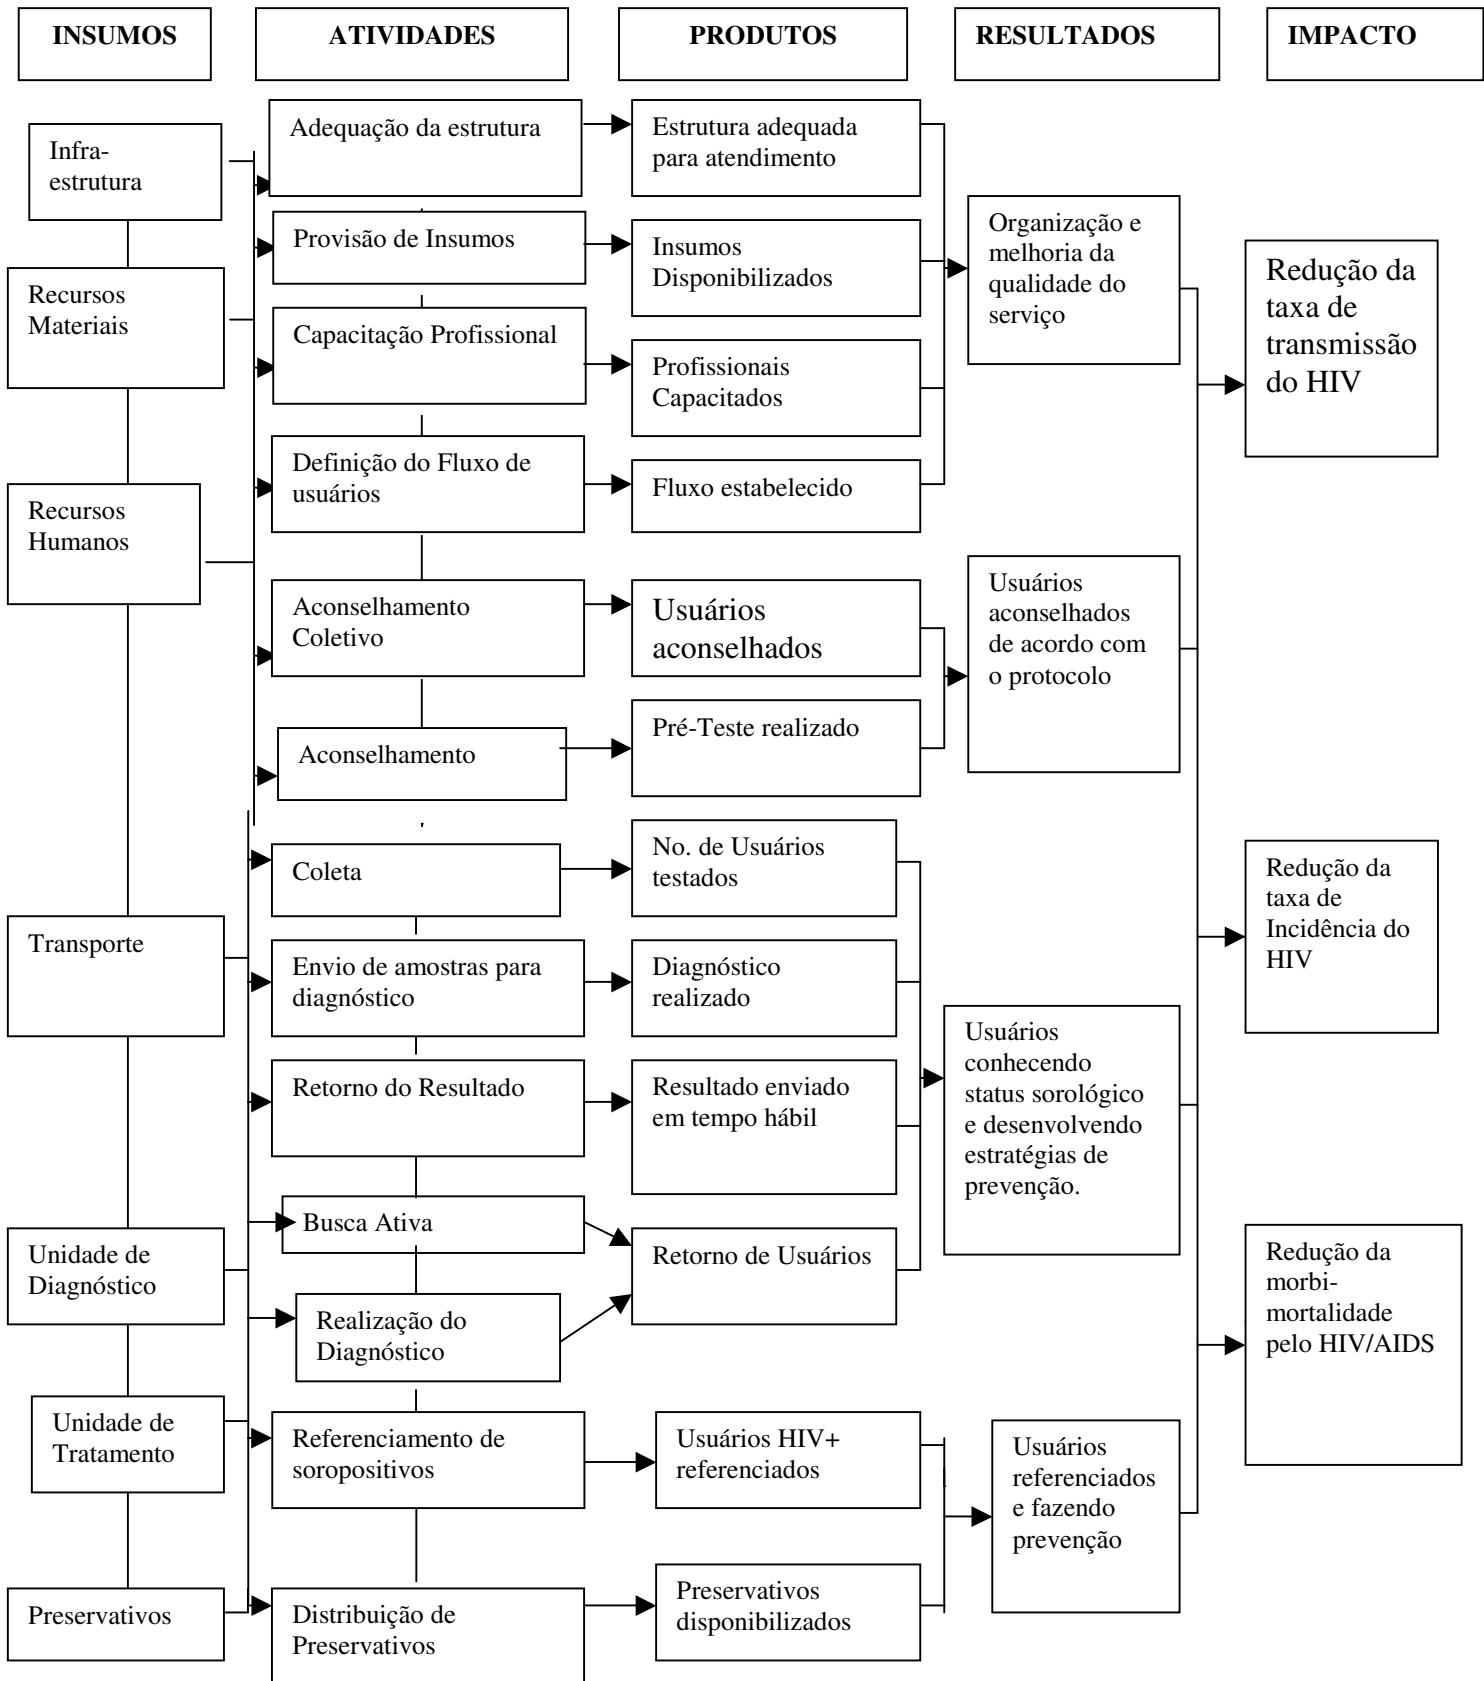 INSUMOS
ATIVIDADES
PRODUTOS
RESULTADOS
IMPACTO
Infra-
estrutura
Recursos
Materiais
Recursos
Humanos
Transporte
Unidade de
Diagnóstico
Unidade de
Tratamento
Preservativos
Adequação da estrutura
Provisão de Insumos
Capacitação Profissional
Definição do Fluxo de
usuários
Aconselhamento
Coletivo
Aconselhamento
Coleta
Envio de amostras para
diagnóstico
Retorno do Resultado
Busca Ativa
Realização do
Diagnóstico
Referenciamento de
soropositivos
Distribuição de
Preservativos
Estrutura adequada
para atendimento
Insumos
Disponibilizados
Profissionais
Capacitados
Fluxo estabelecido
Usuários
aconselhados
Pré-Teste realizado
No. de Usuários
testados
Diagnóstico
realizado
Resultado enviado
em tempo hábil
Retorno de Usuários
Usuários HIV+
referenciados
Preservativos
disponibilizados
Organização e
melhoria da
qualidade do
serviço
Usuários
aconselhados
de acordo com
o protocolo
Usuários
conhecendo
status sorológico
e desenvolvendo
estratégias de
prevenção.
Usuários
referenciados
e fazendo
prevenção
Redução da
taxa de
transmissão
do HIV
Redução da
taxa de
Incidência do
HIV
Redução da
morbi-
mortalidade
pelo HIV/AIDS